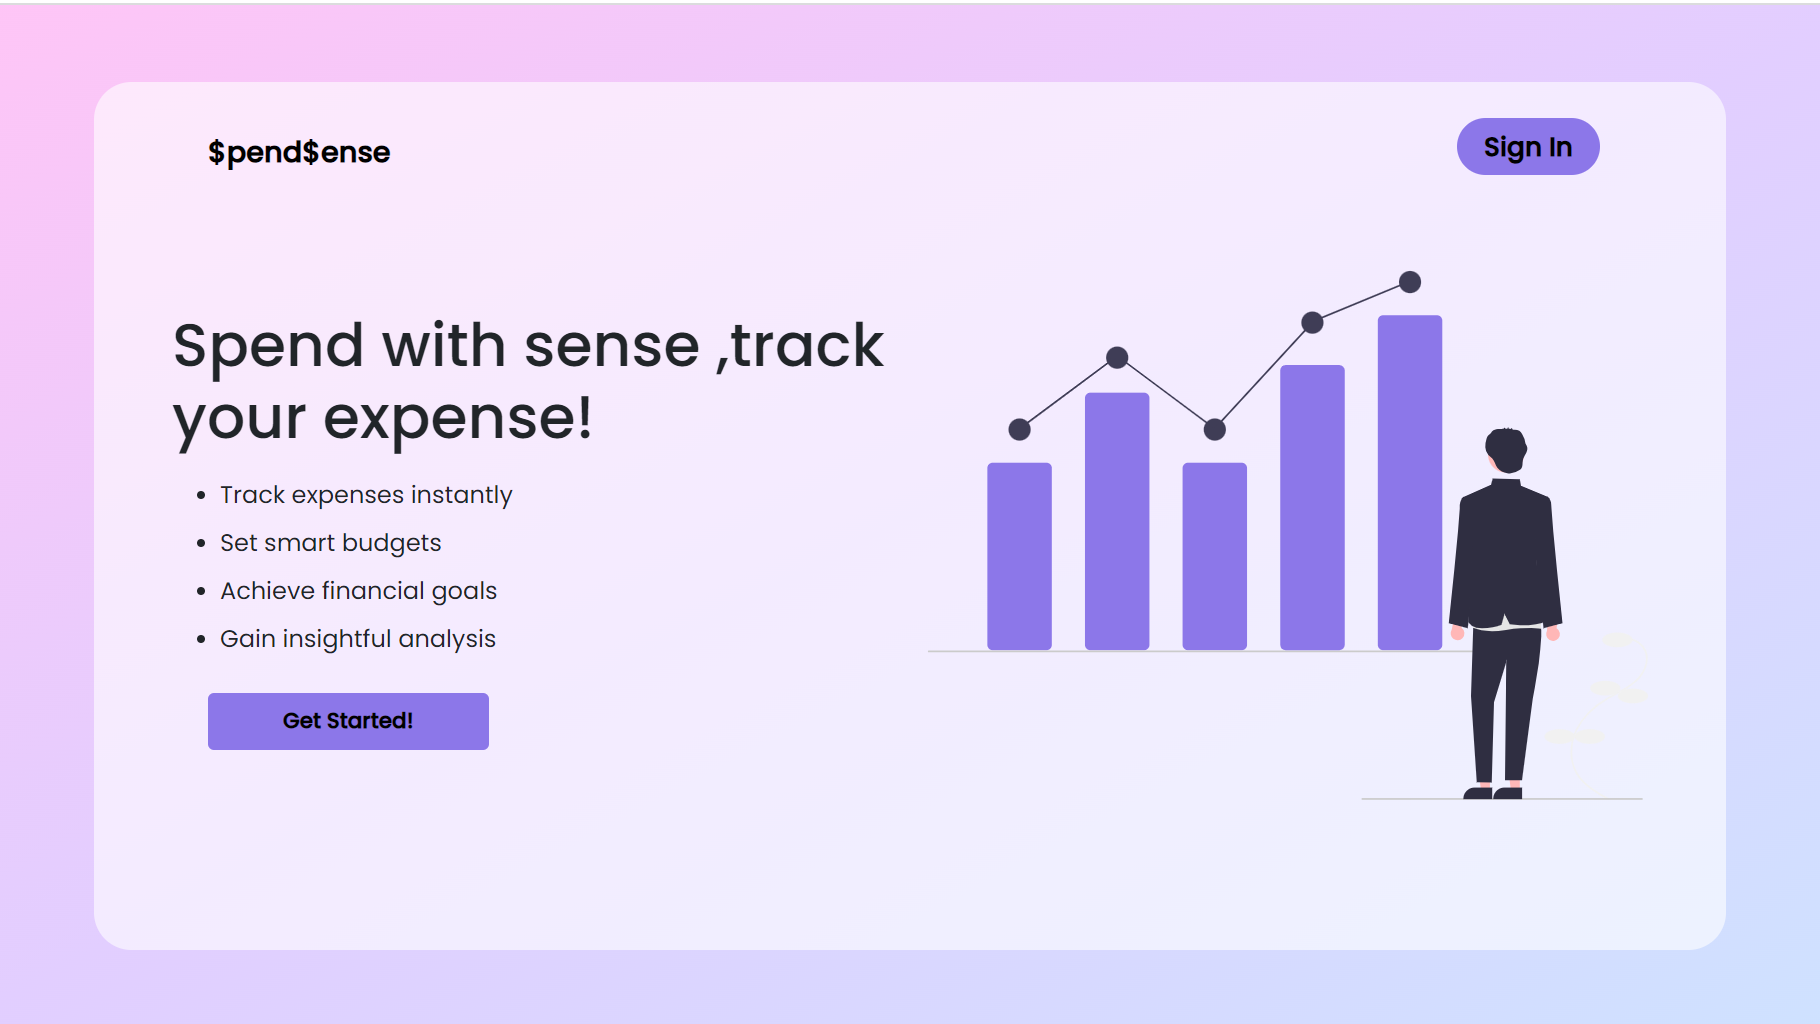 $pend$ense
Sign In
Spend with sense ,track
your expense!
Track expenses instantly
Set smart budgets
Achieve financial goals
Gain insightful analysis
Get Started!